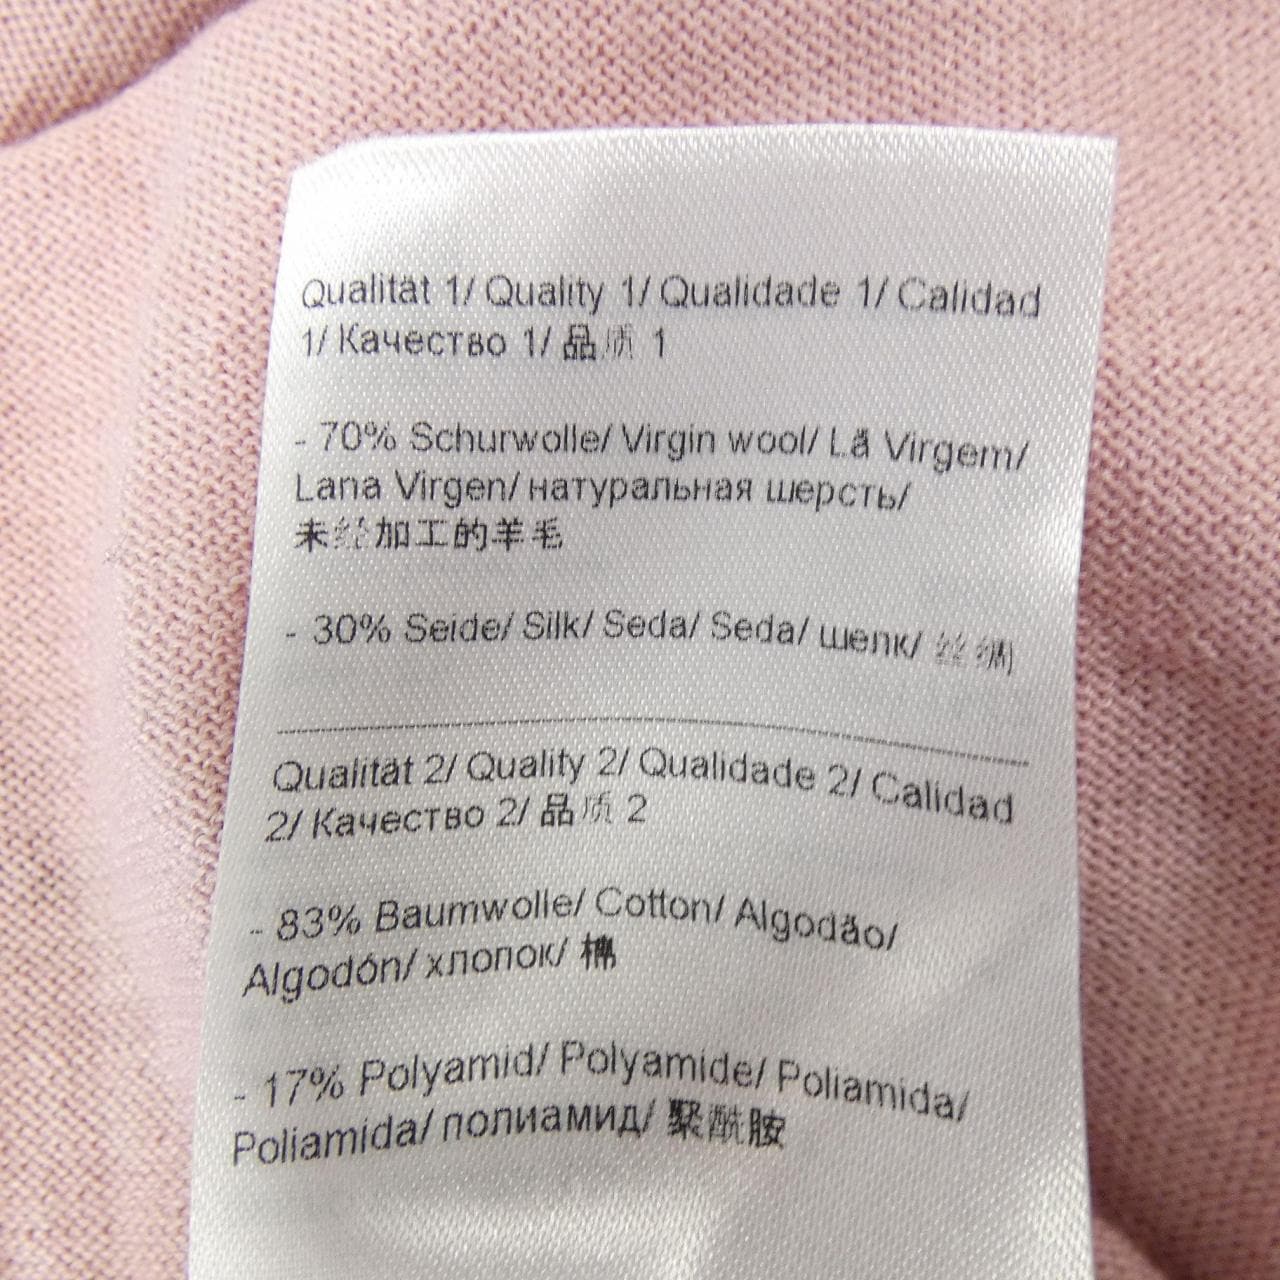 Qualität 1/ Quality 1/ Qualidade 1/ Calidad
1/ Качество 1/ 品质 1
- 70% Schurwolle/ Virgin wool/ Lã Virgem/
Lana Virgen/ натуральная шерсть/
未经加工的羊毛
- 30% Seide/ Silk/ Seda/ Seda/ шелк/ 丝绸
Qualität 2/ Quality 2/ Qualidade 2/ Calidad
2/ Качество 2/ 品质 2
- 83% Baumwolle/ Cotton/ Algodão/
Algodón/ хлопок/ 棉
- 17% Polyamid/ Polyamide/ Poliamida/
Poliamida/ полиамид/ 聚酰胺